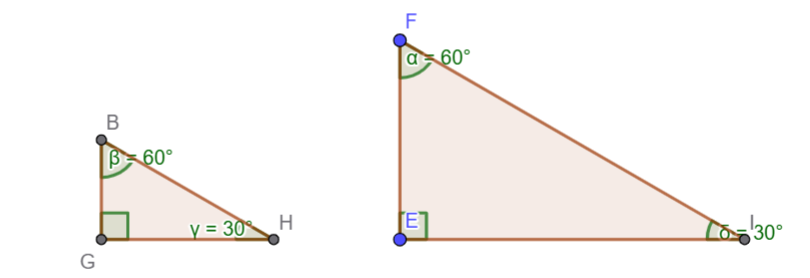 F
α = 60°
B
β = 60°
E
I
H
γ = 30°
δ = 30°
G